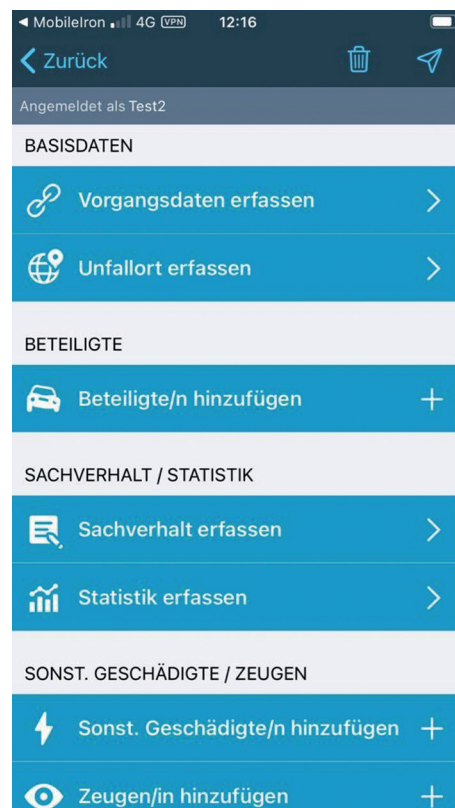 MobileIron 4G VPN 12:16
Zurück
Angemeldet als Test2
BASISDATEN
Vorgangsdaten erfassen
Unfallort erfassen
BETEILIGTE
Beteiligte/n hinzufügen
SACHVERHALT / STATISTIK
Sachverhalt erfassen
Statistik erfassen
SONST. GESCHÄDIGTE / ZEUGEN
Sonst. Geschädigte/n hinzufügen
Zeugen/in hinzufügen